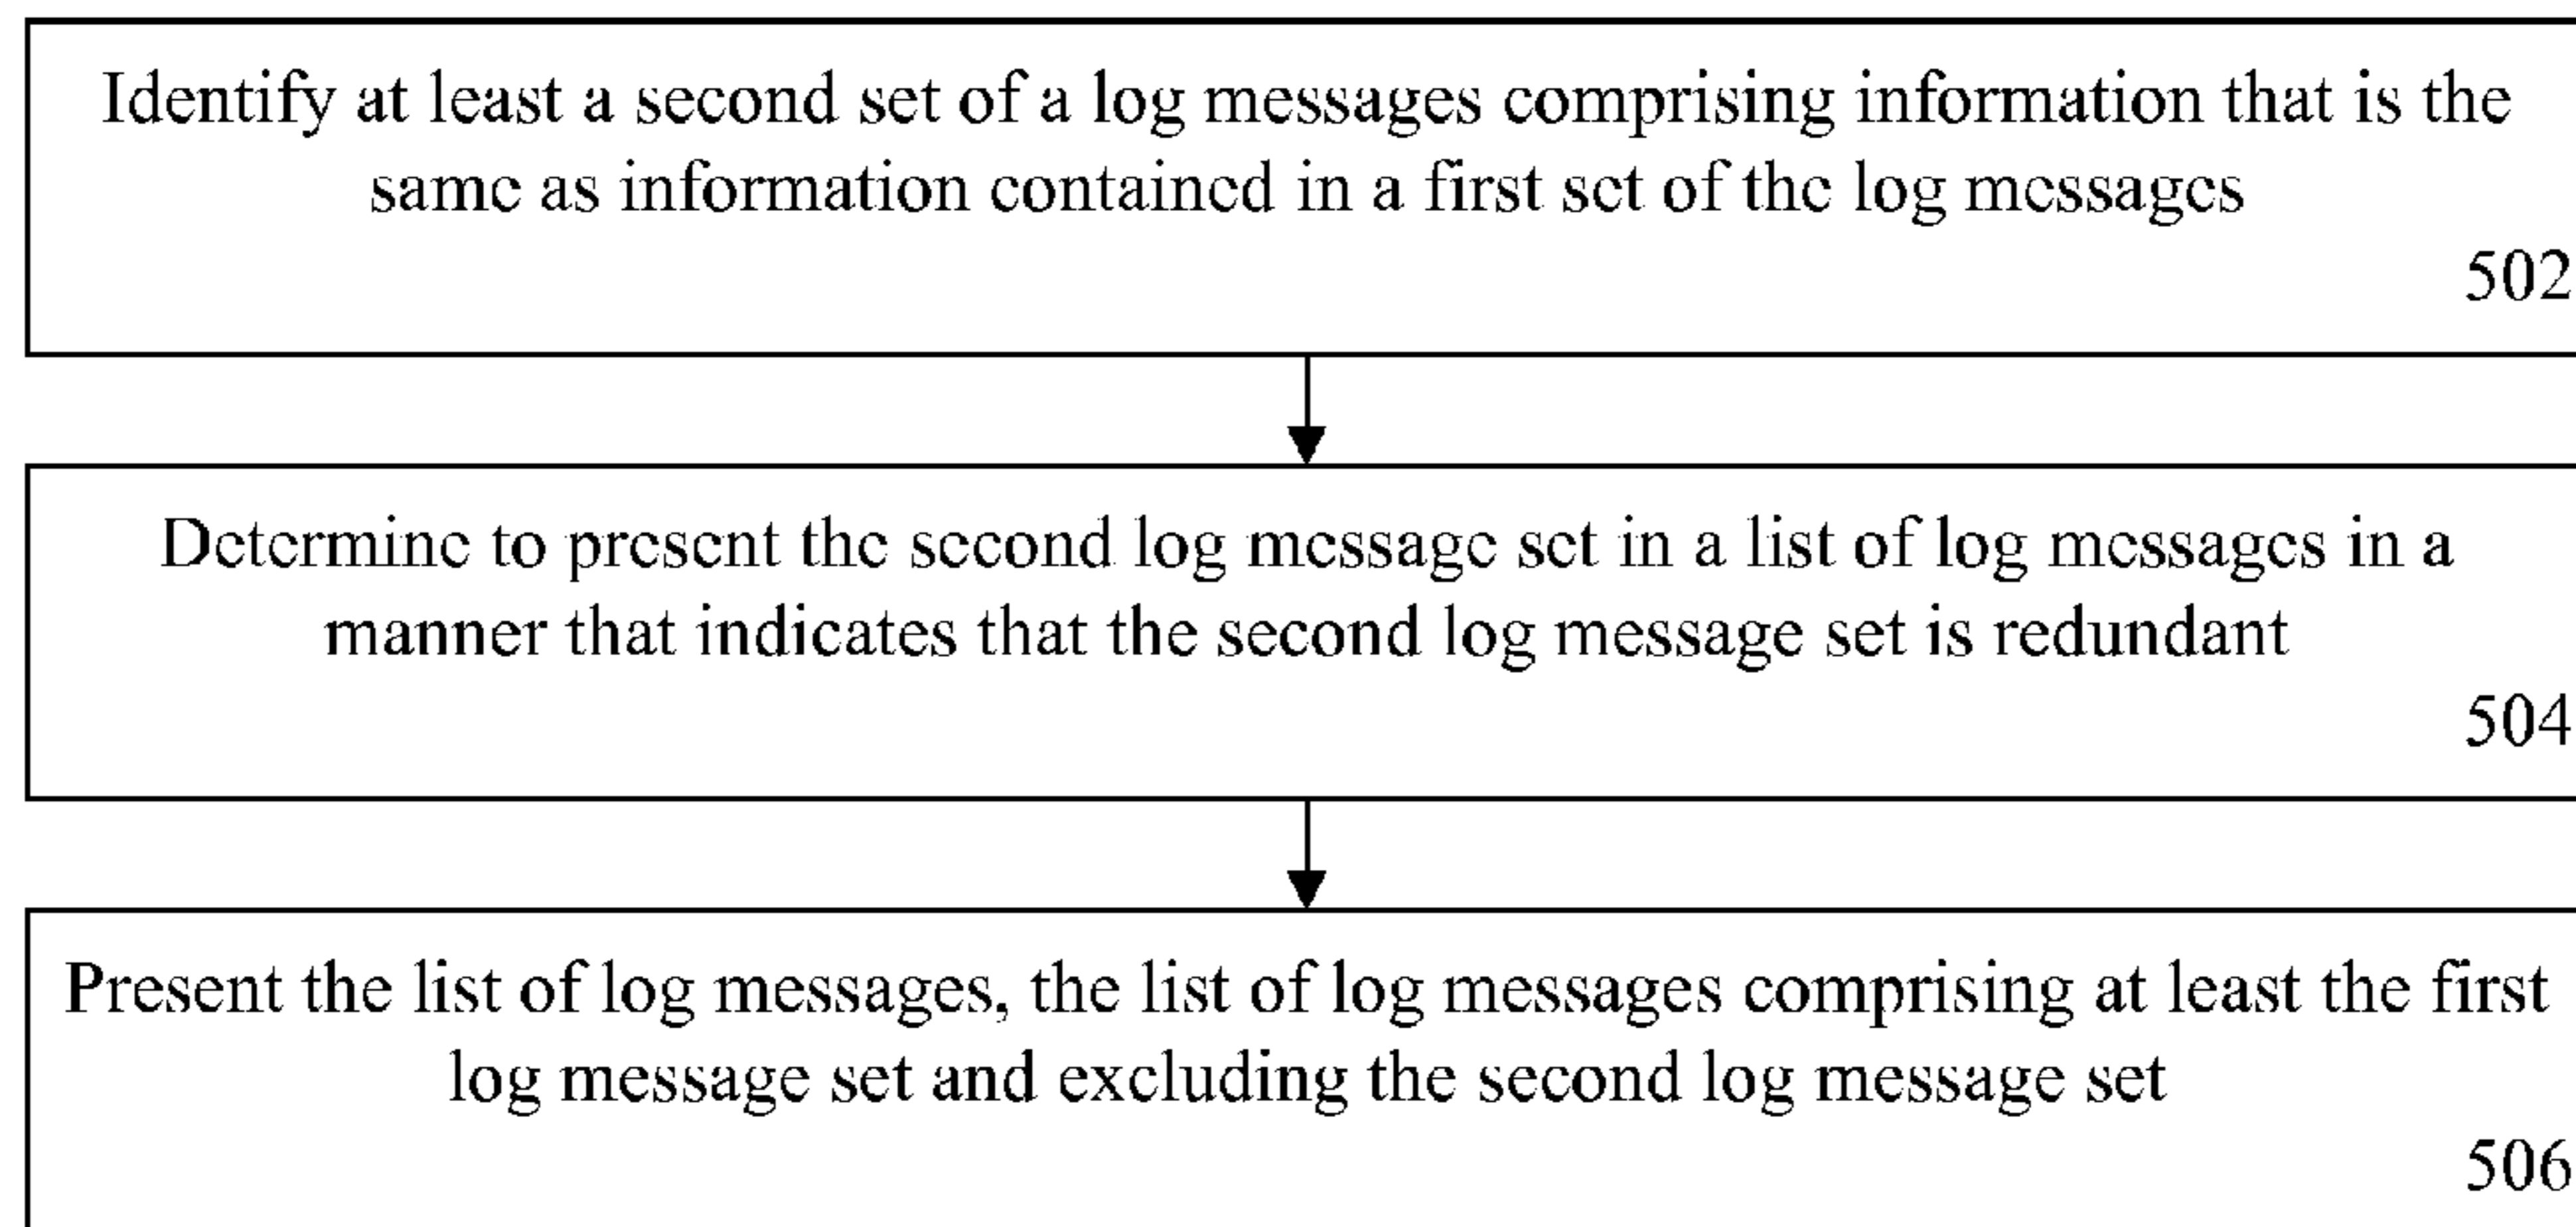 Identify at least a second set of a log messages comprising information that is the
same as information contained in a first set of the log messages
502
Determine to present the second log message set in a list of log messages in a
manner that indicates that the second log message set is redundant
504
Present the list of log messages, the list of log messages comprising at least the first
log message set and excluding the second log message set
506